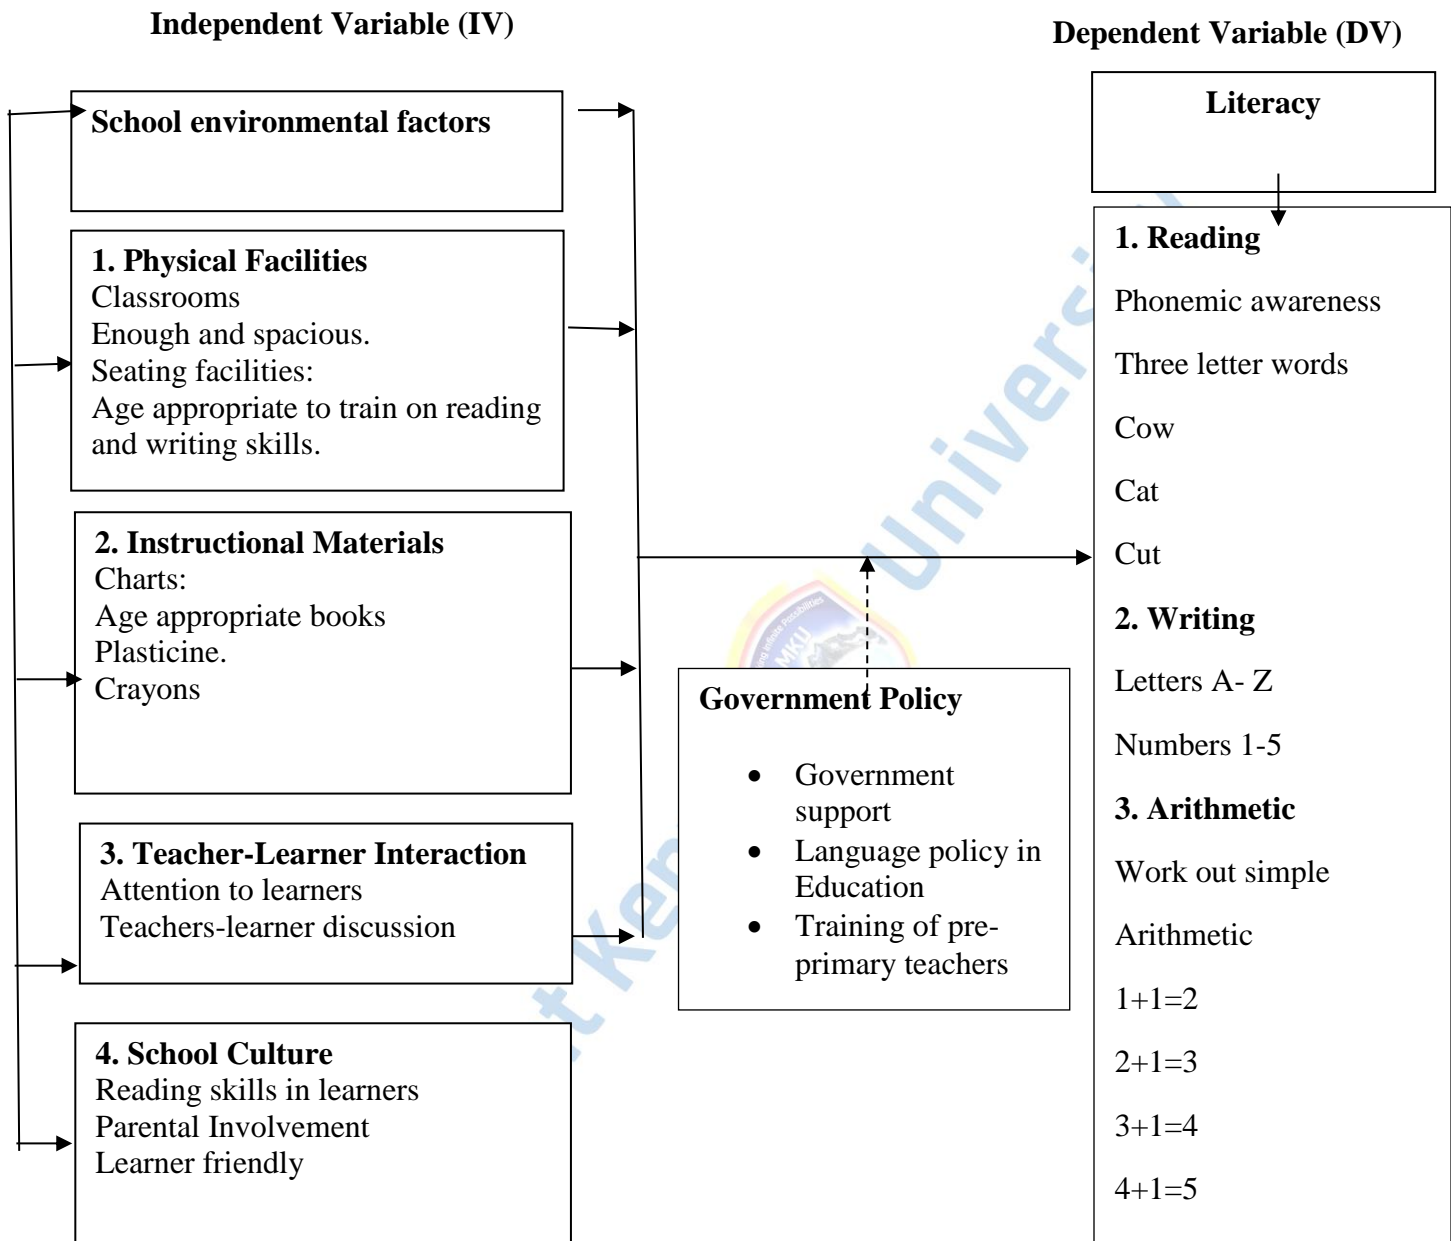 Independent Variable (IV)
Dependent Variable (DV)
School environmental factors
1. Physical Facilities
Classrooms
Enough and spacious.
Seating facilities:
Age appropriate to train on reading
and writing skills.
2. Instructional Materials
Charts:
Age appropriate books
Plasticine.
Crayons
3. Teacher-Learner Interaction
Attention to learners
Teachers-learner discussion
4. School Culture
Reading skills in learners
Parental Involvement
Learner friendly
Government Policy
• Government
support
• Language policy in
Education
• Training of pre-
primary teachers
Literacy
1. Reading
Phonemic awareness
Three letter words
Cow
Cat
Cut
2. Writing
Letters A- Z
Numbers 1-5
3. Arithmetic
Work out simple
Arithmetic
1+1=2
2+1=3
3+1=4
4+1=5
MKU
Infinite Possibilities